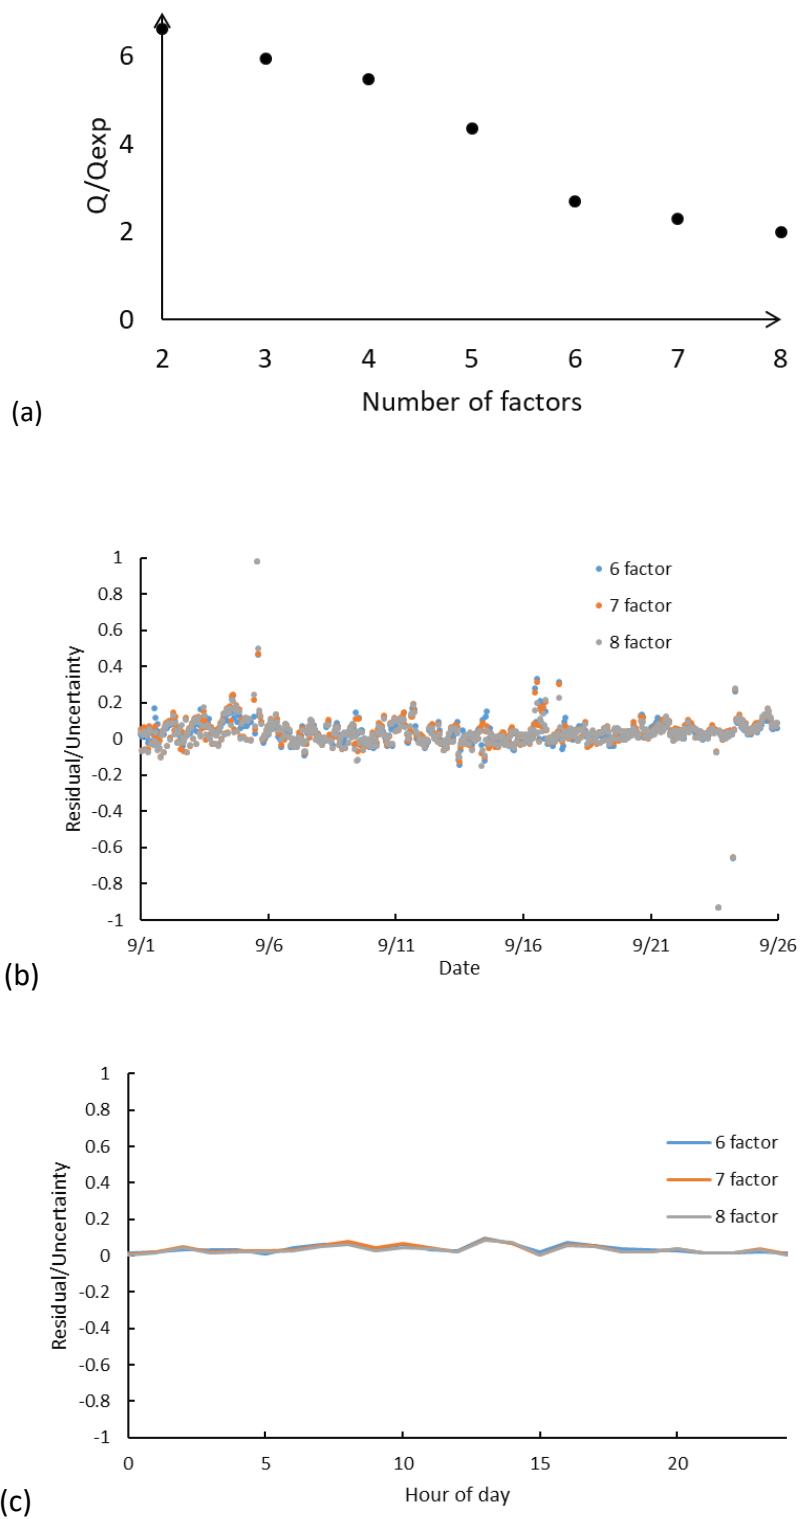 6
4
2
0
Q/Qexp
2 3 4 5 6 7 8
Number of factors
(a)
1
0.8
0.6
0.4
0.2
0
-0.2
-0.4
-0.6
-0.8
-1
Residual/Uncertainty
6 factor
7 factor
8 factor
9/1 9/6 9/11 9/16 9/21 9/26
Date
(b)
1
0.8
0.6
0.4
0.2
0
-0.2
-0.4
-0.6
-0.8
-1
Residual/Uncertainty
6 factor
7 factor
8 factor
0 5 10 15 20
Hour of day
(c)